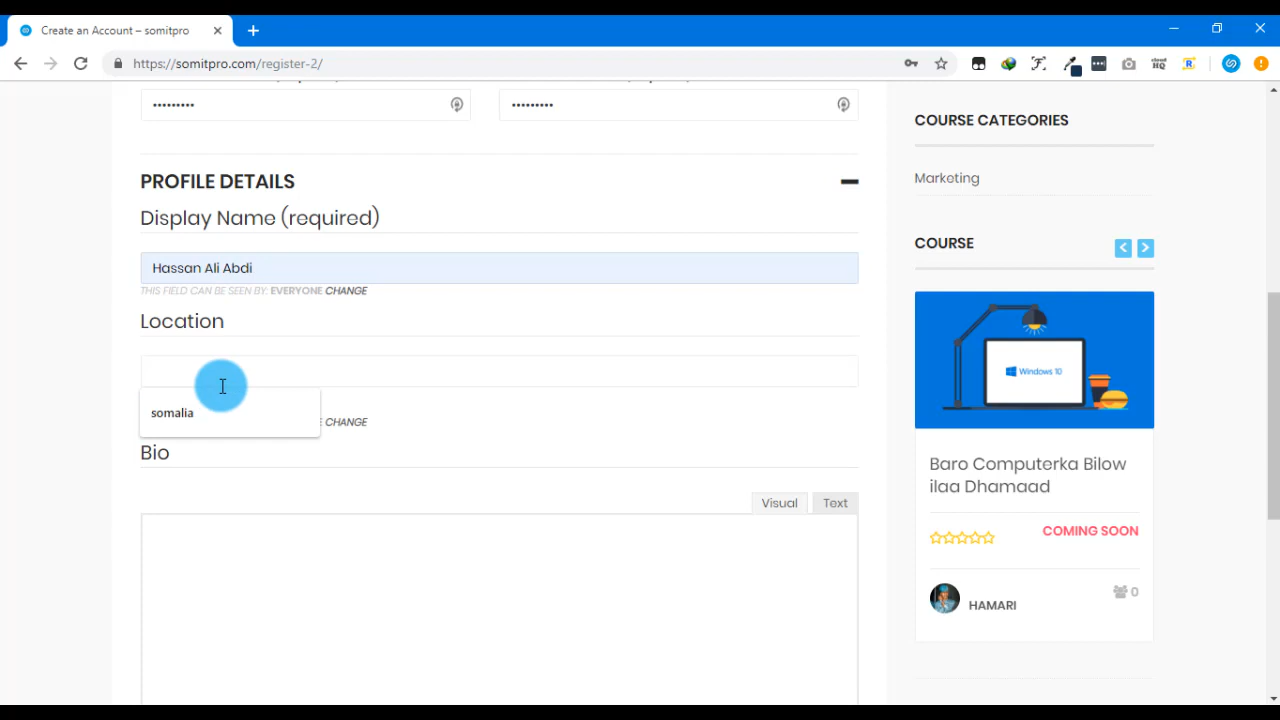 Create an Account – somitpro
https://somitpro.com/register-2/
•••••••••
•••••••••
PROFILE DETAILS
Display Name (required)
Hassan Ali Abdi
THIS FIELD CAN BE SEEN BY: EVERYONE CHANGE
Location
somalia
CHANGE
Bio
Visual
Text
COURSE CATEGORIES
Marketing
COURSE
Windows 10
Baro Computerka Bilow
ilaa Dhamaad
COMING SOON
HAMARI
0